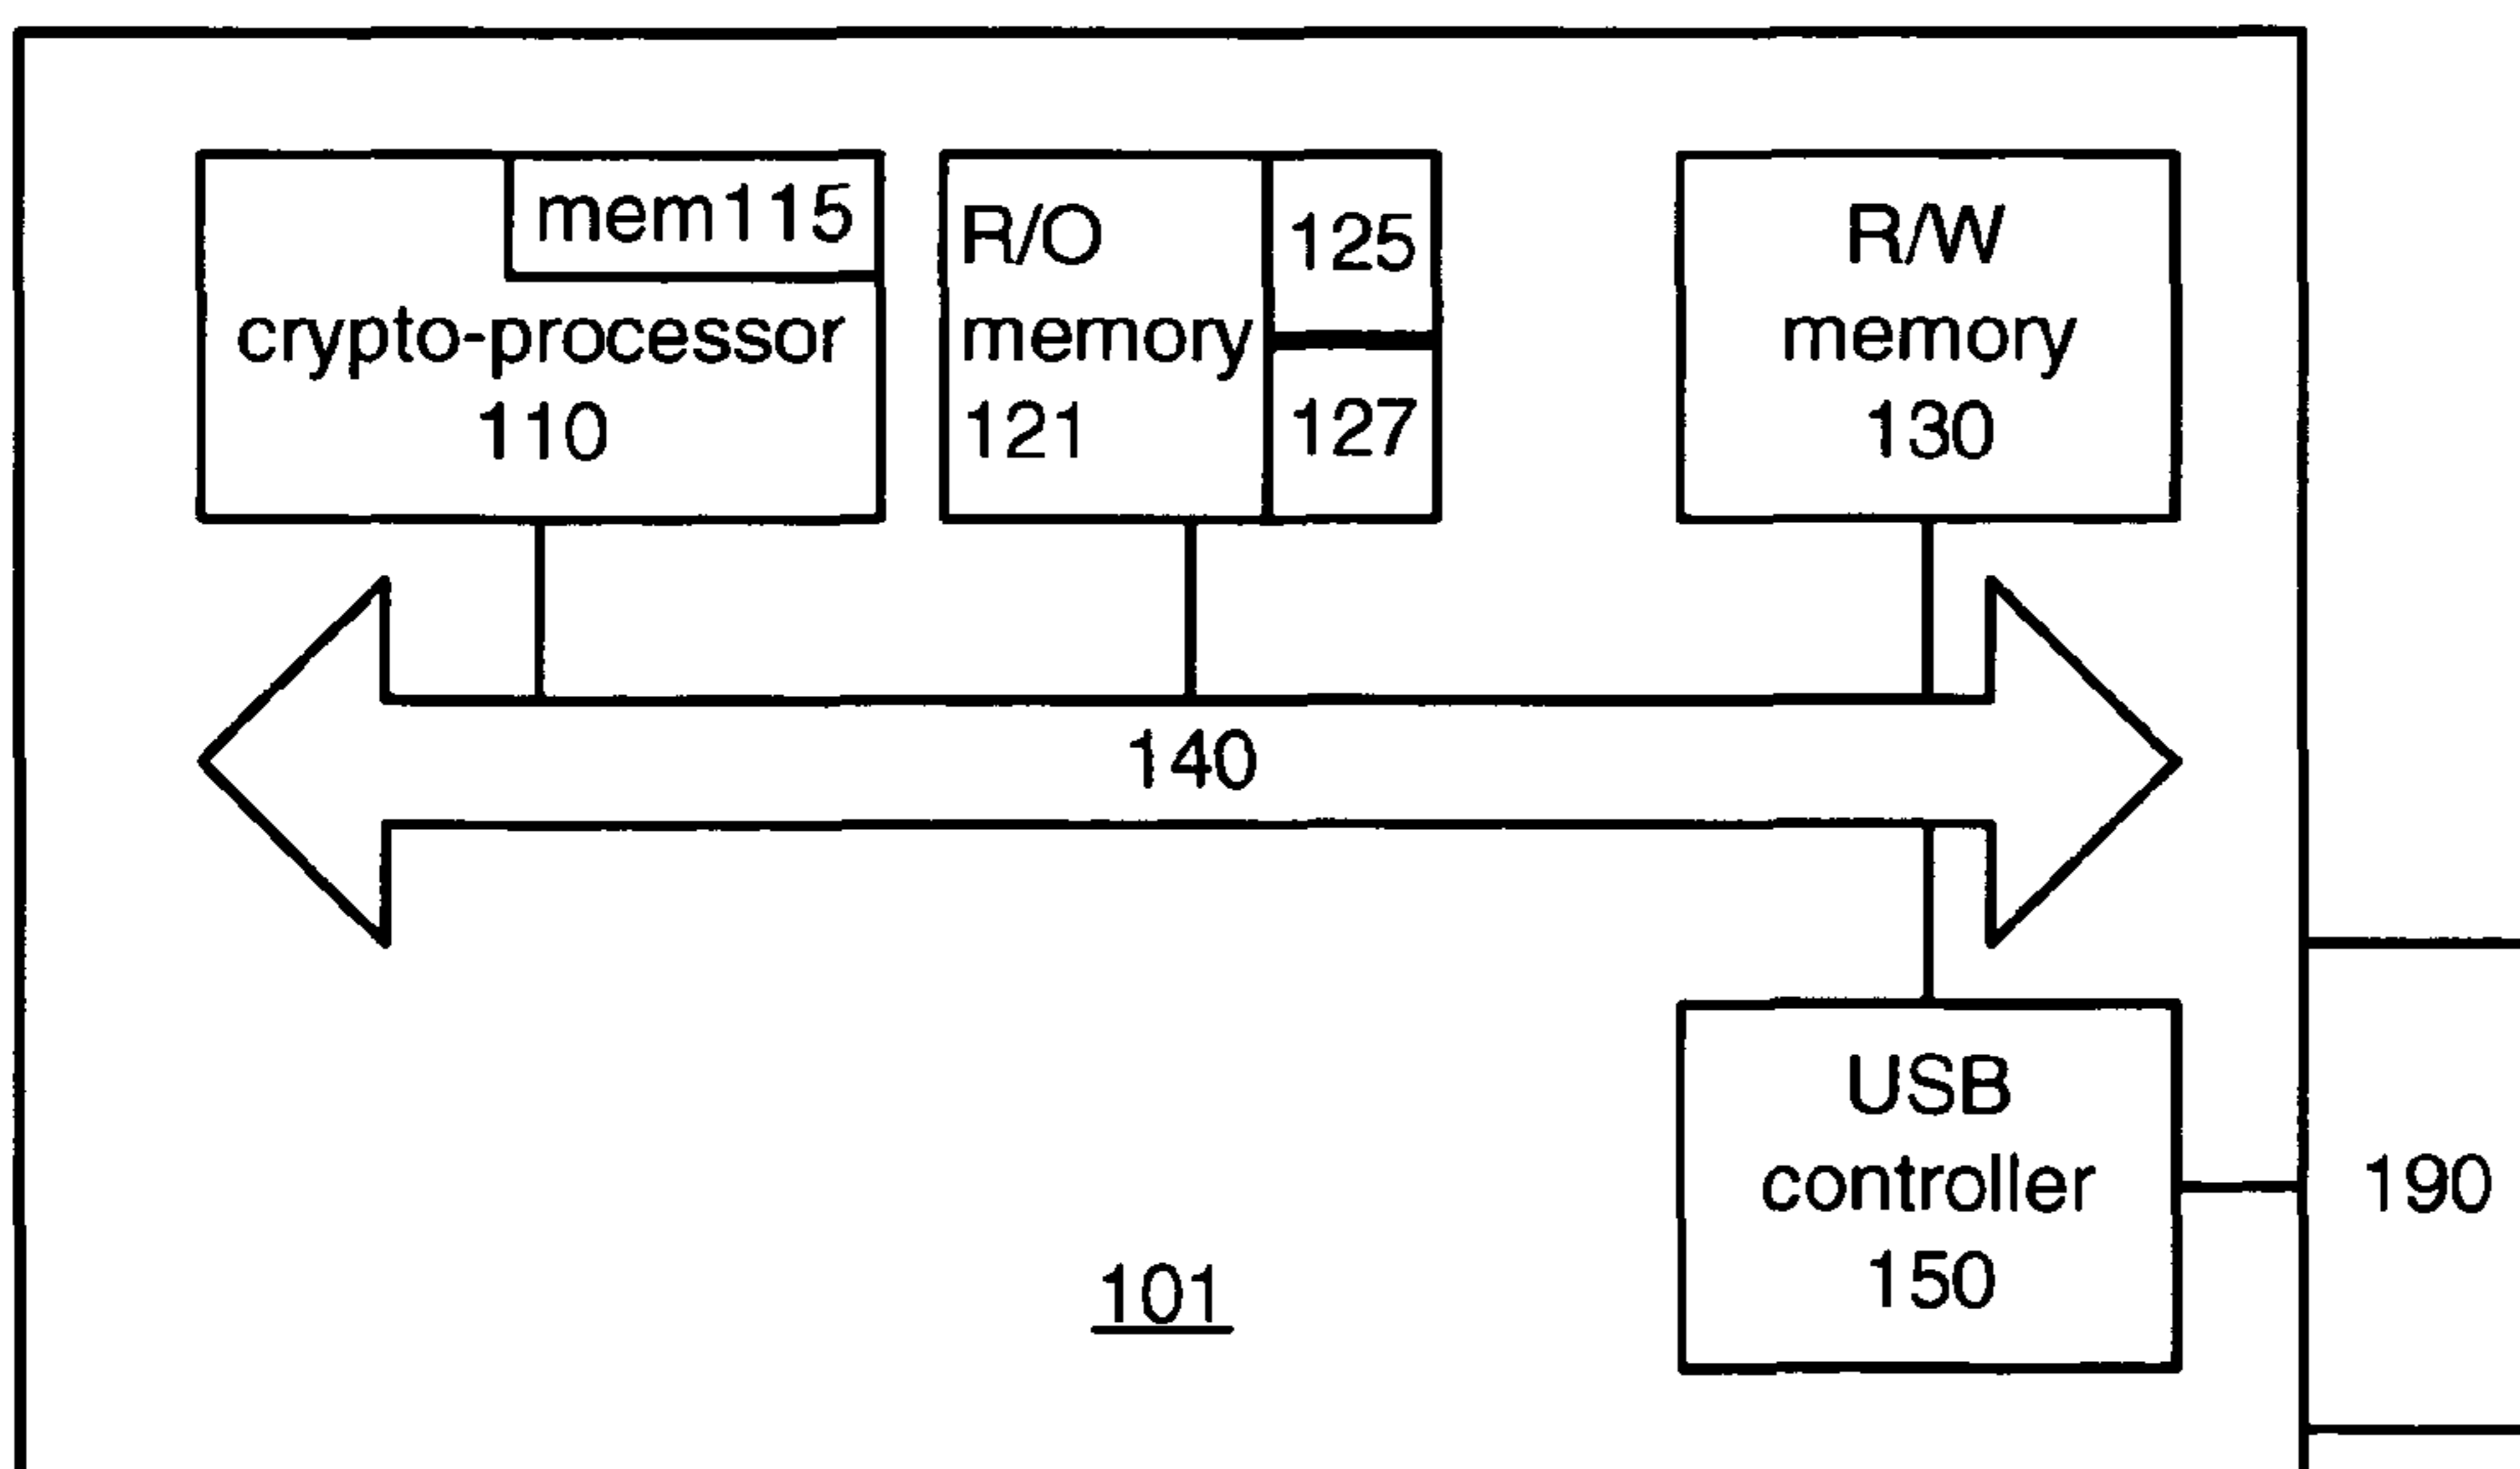 mem115
crypto-processor
110
R/O
memory
121
125
127
R/W
memory
130
140
USB
controller
150
190
101